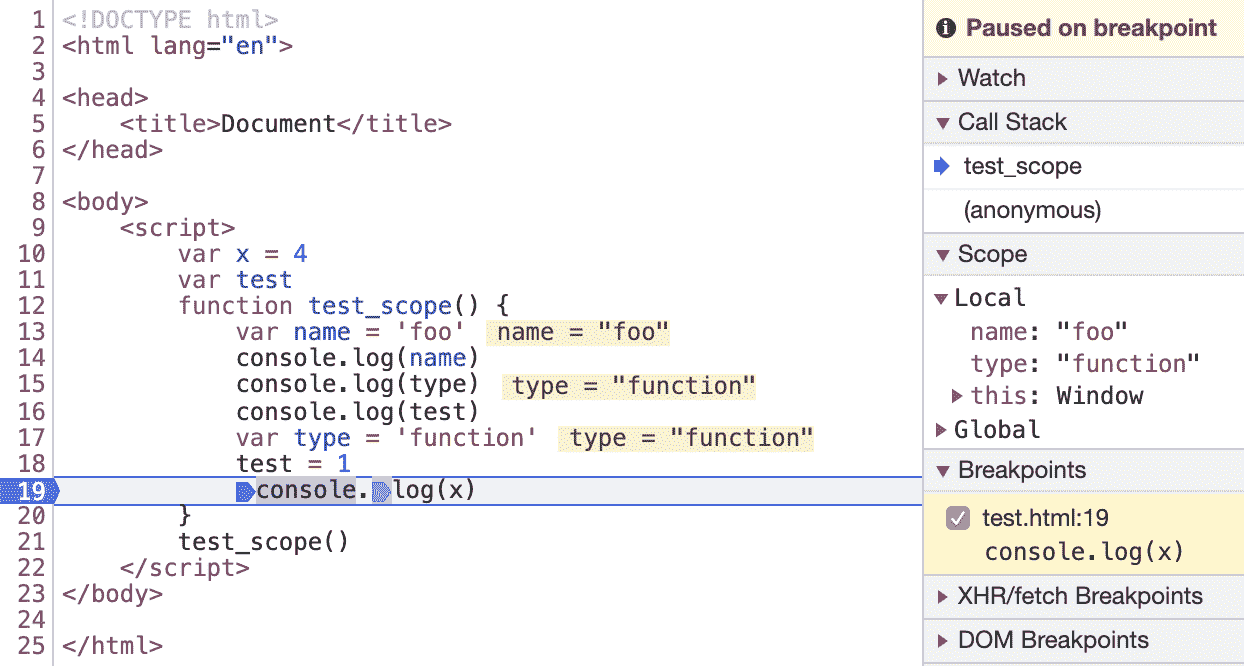 1 <!DOCTYPE html>
2 <html lang="en">
3
4 <head>
5     <title>Document</title>
6 </head>
7
8 <body>
9     <script>
10         var x = 4
11         var test
12         function test_scope() {
13             var name = 'foo'  name = "foo"
14             console.log(name)
15             console.log(type)  type = "function"
16             console.log(test)
17             var type = 'function'  type = "function"
18             test = 1
19             console.log(x)
20         }
21         test_scope()
22     </script>
23 </body>
24
25 </html>
Paused on breakpoint
Watch
Call Stack
test_scope
(anonymous)
Scope
Local
name: "foo"
type: "function"
this: Window
Global
Breakpoints
test.html:19
console.log(x)
XHR/fetch Breakpoints
DOM Breakpoints